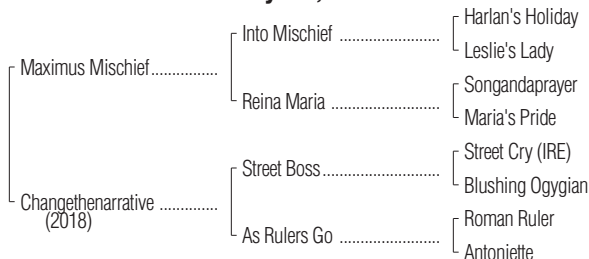 Harlan's Holiday
Into Mischief ........................
Leslie's Lady
Maximus Mischief...............
Songandaprayer
Reina Maria ..........................
Maria's Pride
Street Cry (IRE)
Street Boss............................
Blushing Ogygian
Changethenarrative .............
(2018)
Roman Ruler
As Rulers Go ........................
Antoniette